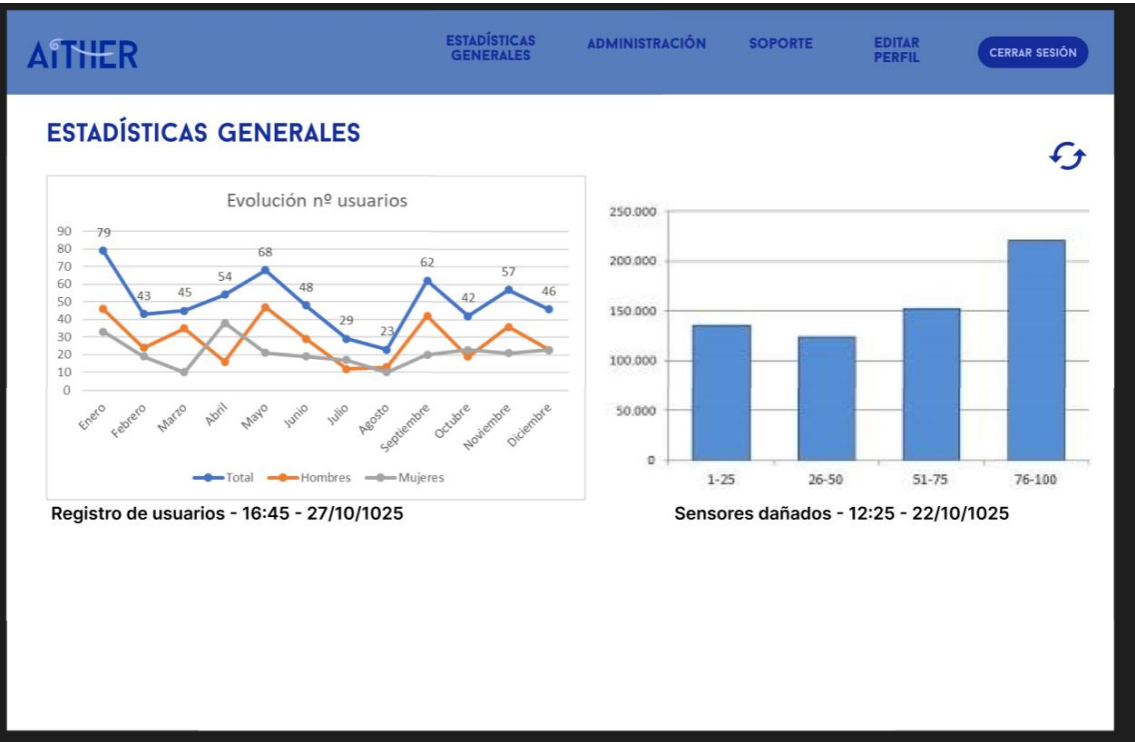 AiTHER
ESTADÍSTICAS
GENERALES
ADMINISTRACIÓN
SOPORTE
EDITAR
PERFIL
CERRAR SESIÓN
ESTADÍSTICAS GENERALES
Evolución nº usuarios
90
80
70
60
50
40
30
20
10
0
79
43
45
54
68
48
29
23
62
42
57
46
Enero
Febrero
Marzo
Abril
Mayo
Junio
Julio
Agosto
Septiembre
Octubre
Noviembre
Diciembre
Total
Hombres
Mujeres
Registro de usuarios - 16:45 - 27/10/1025
250.000
200.000
150.000
100.000
50.000
0
1-25
26-50
51-75
76-100
Sensores dañados - 12:25 - 22/10/1025